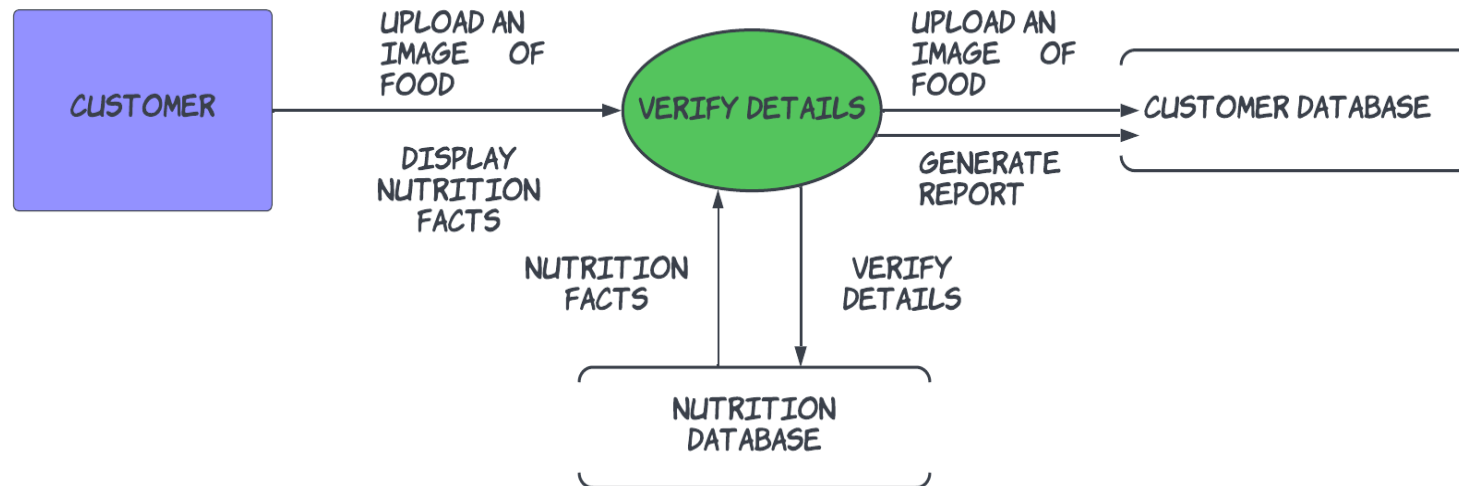 UPLOAD AN
IMAGE OF
FOOD
UPLOAD AN
IMAGE OF
FOOD
CUSTOMER
VERIFY DETAILS
CUSTOMER DATABASE
DISPLAY
NUTRITION
FACTS
GENERATE
REPORT
NUTRITION
FACTS
VERIFY
DETAILS
NUTRITION
DATABASE